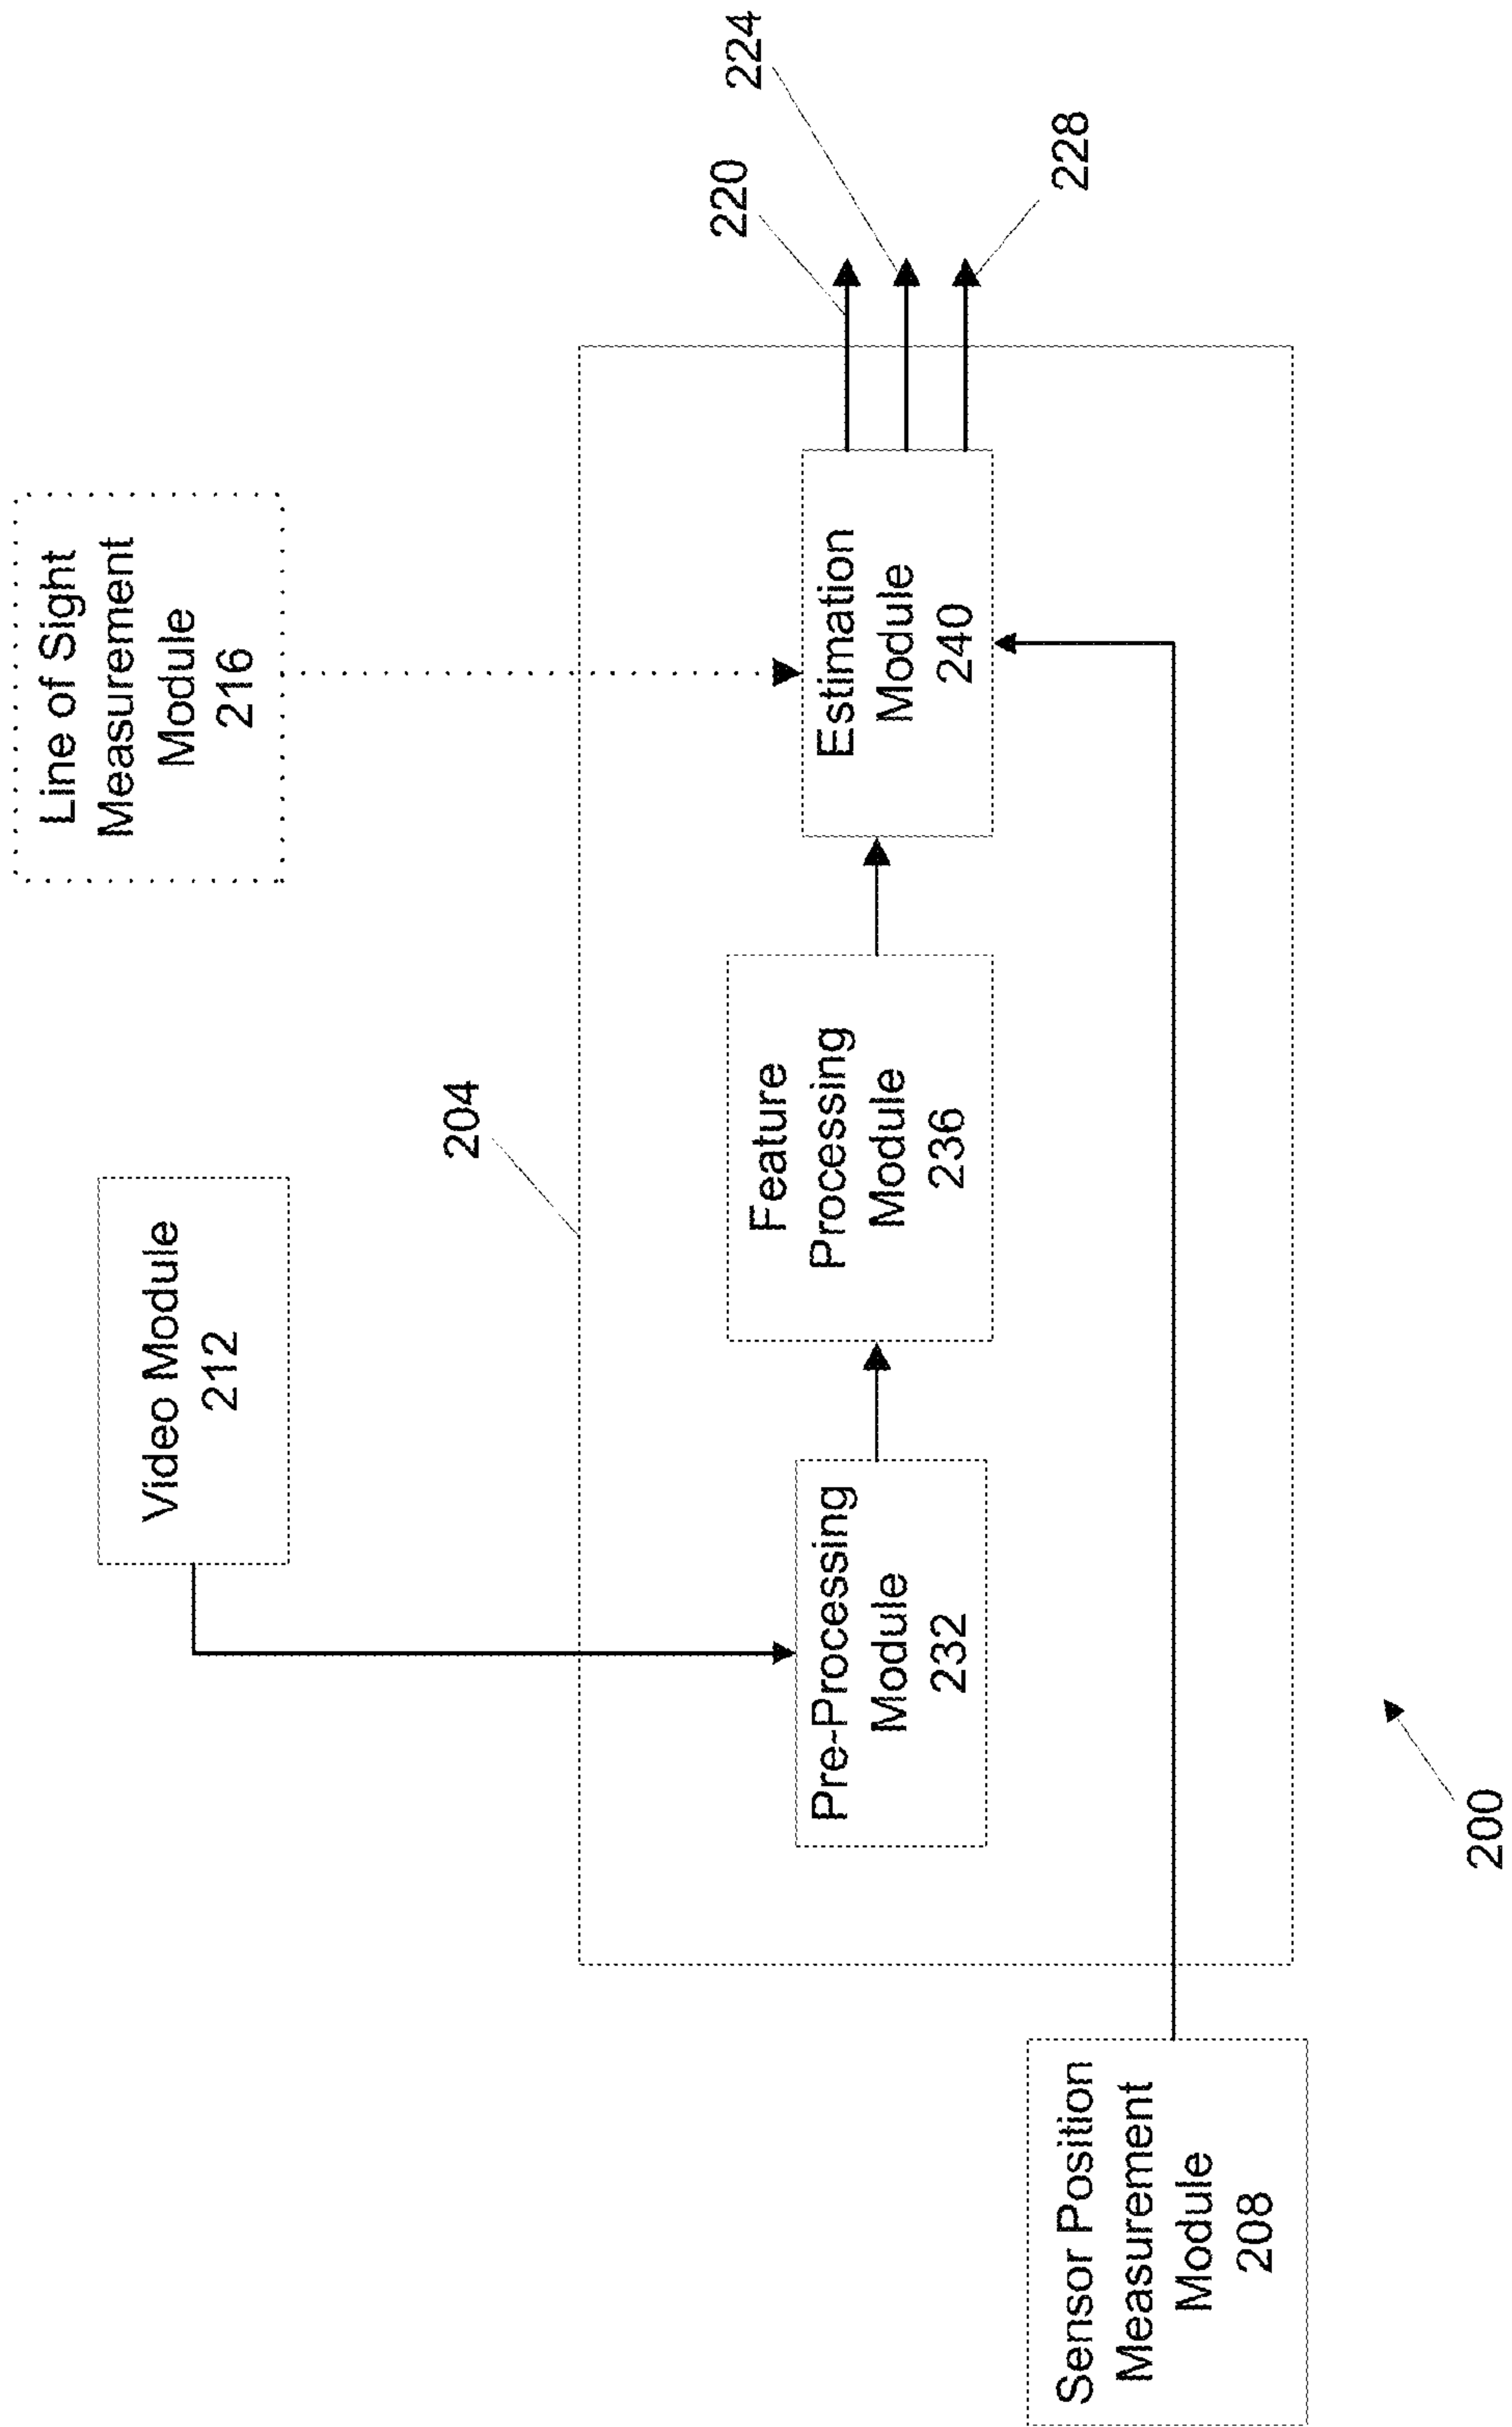 Line of Sight
Measurement
Module
216
Video Module
212
204
220
224
228
Pre-Processing
Module
232
Feature
Processing
Module
236
Estimation
Module
240
Sensor Position
Measurement
Module
208
200